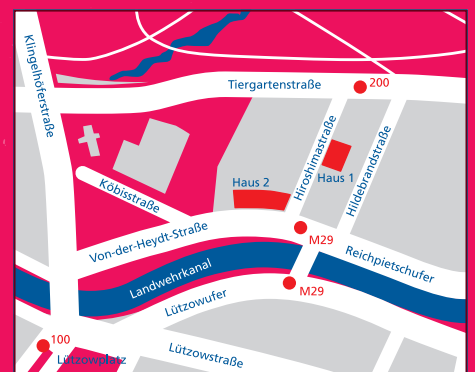 Klingelhöferstraße
Tiergartenstraße
200
Hiroshimastraße
Hildebrandstraße
Haus 1
Haus 2
Köbisstraße
Von-der-Heydt-Straße
M29
Reichpietschufer
Landwehrkanal
M29
Lützowufer
100
Lützowplatz
Lützowstraße